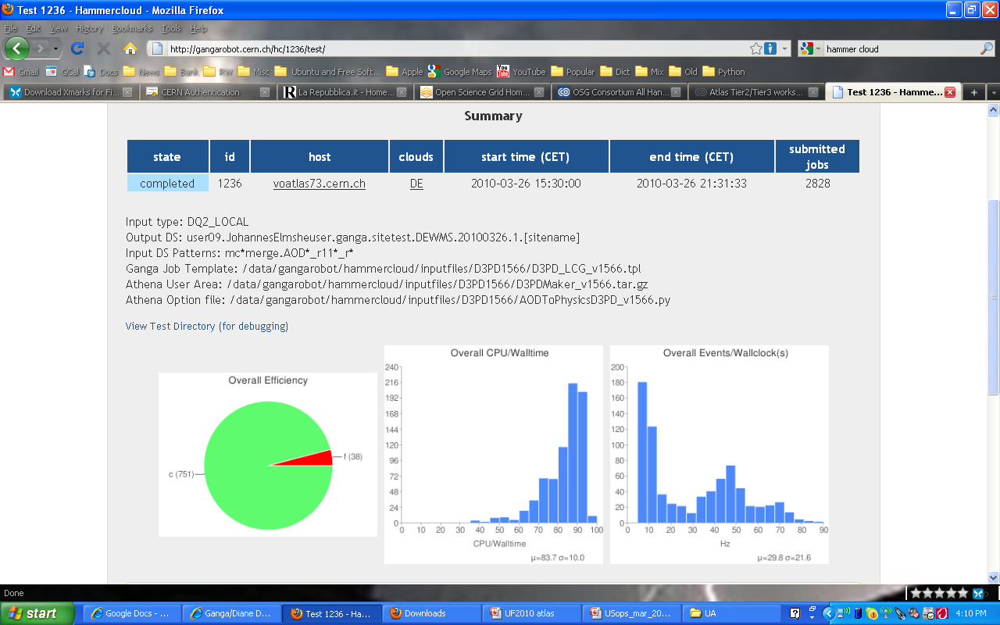 Test 1236 - Hammercloud - Mozilla Firefox
File Edit View History Bookmarks Tools Help
http://gangarobot.cern.ch/hc/1236/test/ hammer cloud
Gmail GCal Docs News Bank RW Misc Ubuntu and Free Soft... Apple Google Maps YouTube Popular Dict Mix Old Python
Download Xmarks for Fi... CERN Authentication La Repubblica.it - Home... Open Science Grid Hom... OSG Consortium All Han... Atlas Tier2/Tier3 works... Test 1236 - Hamme...
Summary
state id host clouds start time (CET) end time (CET) submitted jobs
completed 1236 voatlas73.cern.ch DE 2010-03-26 15:30:00 2010-03-26 21:31:33 2828
Input type: DQ2_LOCAL
Output DS: user09.JohannesElmsheuser.ganga.sitetest.DEWMS.20100326.1.[sitename]
Input DS Patterns: mc*merge.AOD*_r11*_r*
Ganga Job Template: /data/gangarobot/hammercloud/inputfiles/D3PD1566/D3PD_LCG_v1566.tpl
Athena User Area: /data/gangarobot/hammercloud/inputfiles/D3PD1566/D3PDMaker_v1566.tar.gz
Athena Option file: /data/gangarobot/hammercloud/inputfiles/D3PD1566/AODToPhysicsD3PD_v1566.py
View Test Directory (for debugging)
Overall Efficiency
c (751)
f (38)
Overall CPU/Walltime
240
216
192
168
144
120
96
72
48
24
0
0 10 20 30 40 50 60 70 80 90 100
CPU/Walltime
μ=83.7 σ=10.0
Overall Events/Wallclock(s)
200
180
160
140
120
100
80
60
40
20
0
0 10 20 30 40 50 60 70 80 90
Hz
μ=29.8 σ=21.6
Done
start Google Docs - ... Ganga/Diane D... Test 1236 - Ha... Downloads UF2010 atlas USops_mar_20... UA 4:10 PM